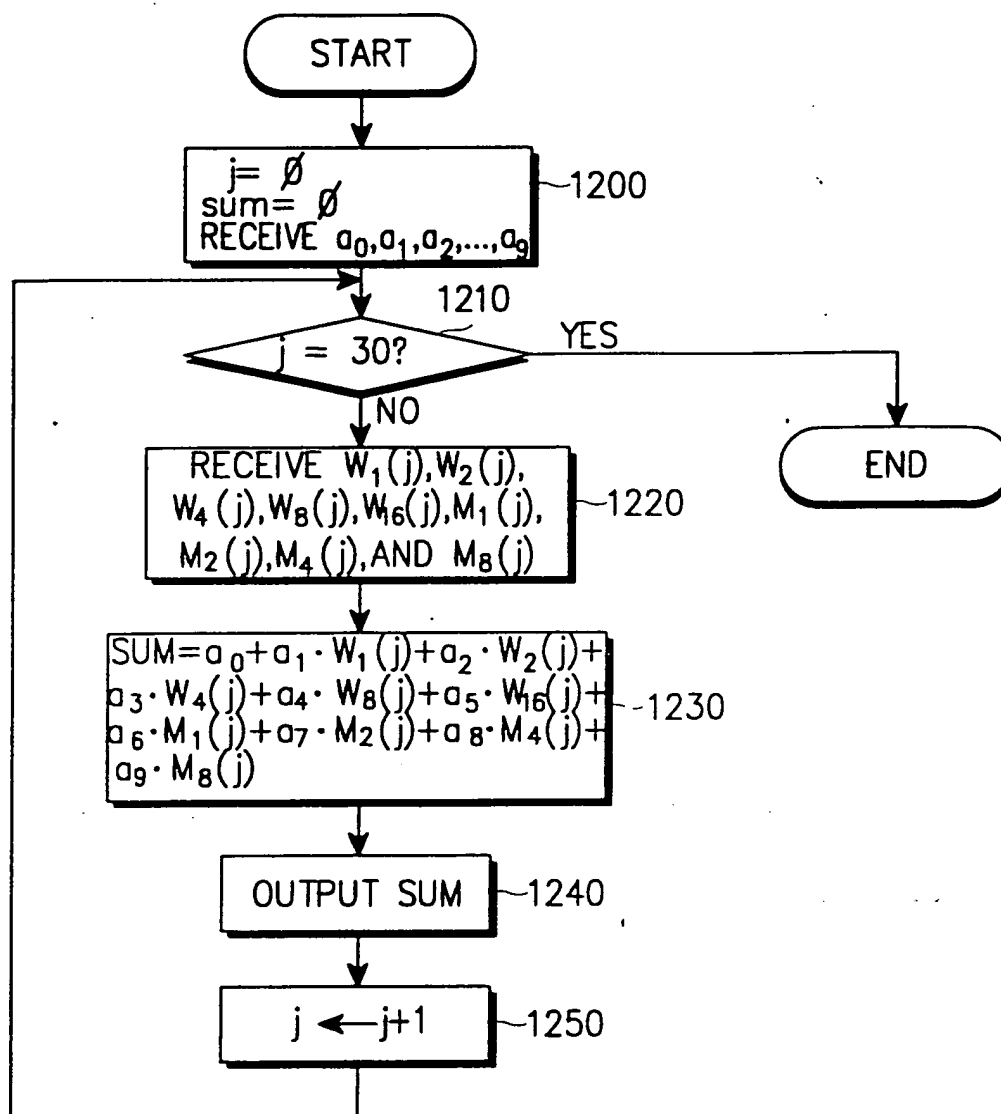 START
j= Ø
sum= Ø
RECEIVE a₀,a₁,a₂,...,a₉
1200
1210
j = 30?
YES
NO
END
RECEIVE W₁(j),W₂(j),
W₄(j),W₈(j),W₁₆(j),M₁(j),
M₂(j),M₄(j),AND M₈(j)
1220
SUM=a₀+a₁·W₁(j)+a₂·W₂(j)+
a₃·W₄(j)+a₄·W₈(j)+a₅·W₁₆(j)+
a₆·M₁(j)+a₇·M₂(j)+a₈·M₄(j)+
a₉·M₈(j)
1230
OUTPUT SUM
1240
j ← j+1
1250